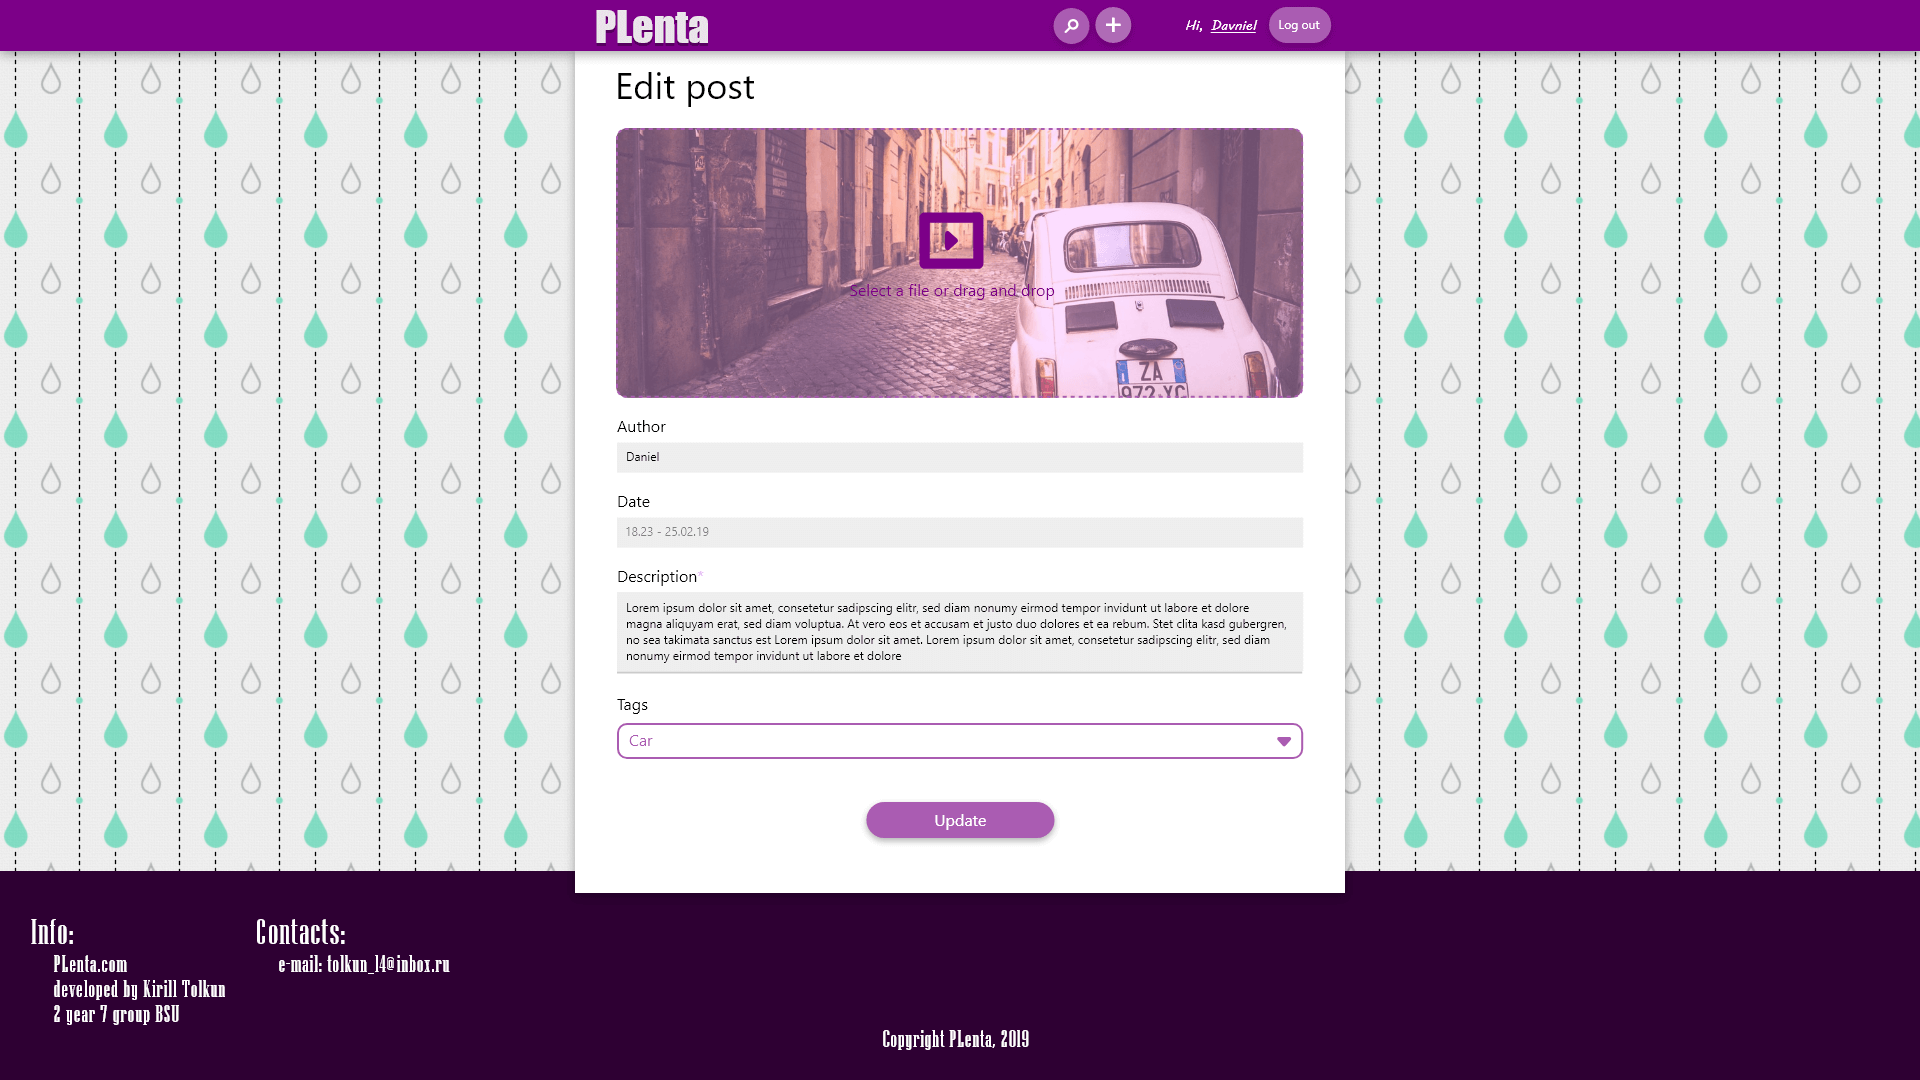 PLenta
Hi, Davniel
Log out
Edit post
Select a file or drag and drop
ZA
972 YC
Author
Daniel
Date
18.23 - 25.02.19
Description*
Lorem ipsum dolor sit amet, consetetur sadipscing elitr, sed diam nonumy eirmod tempor invidunt ut labore et dolore
magna aliquyam erat, sed diam voluptua. At vero eos et accusam et justo duo dolores et ea rebum. Stet clita kasd gubergren,
no sea takimata sanctus est Lorem ipsum dolor sit amet. Lorem ipsum dolor sit amet, consetetur sadipscing elitr, sed diam
nonumy eirmod tempor invidunt ut labore et dolore
Tags
Car
Update
Info:
PLenta.com
developed by Kirill Tolkun
2 year 7 group BSU
Contacts:
e-mail: tolkun_14@inbox.ru
Copyright PLenta, 2019